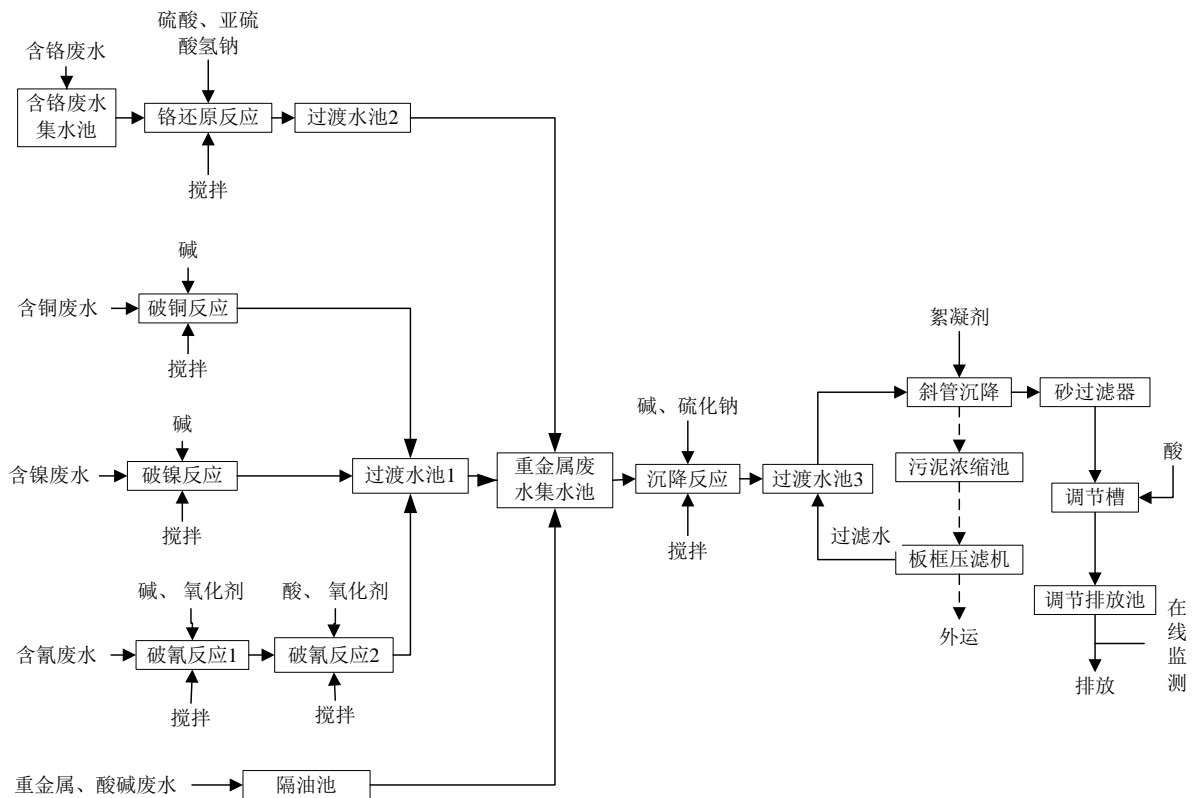 硫酸、亚硫
酸氢钠
含铬废水
含铬废水
集水池
铬还原反应
过渡水池2
搅拌
碱
含铜废水
破铜反应
搅拌
碱
含镍废水
破镍反应
搅拌
过渡水池1
重金属废
水集水池
碱、硫化钠
沉降反应
搅拌
过渡水池3
过滤水
絮凝剂
斜管沉降
砂过滤器
污泥浓缩池
酸
调节槽
板框压滤机
调节排放池
外运
在
线
监
测
排放
碱、 氧化剂
酸、 氧化剂
含氰废水
破氰反应1
破氰反应2
搅拌
搅拌
重金属、酸碱废水
隔油池